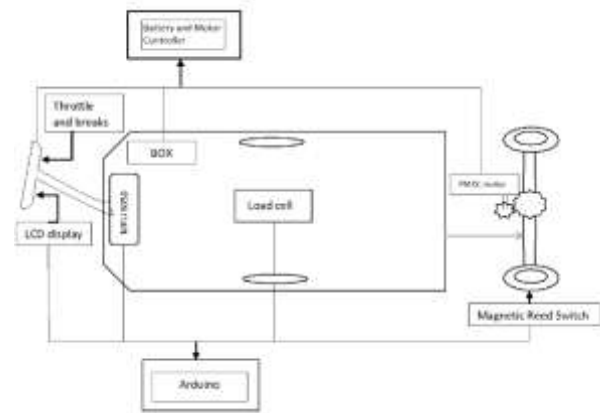 Battery and Motor
Controller
Throttle
and breaks
BOX
PMDC motor
Load cell
LCD display
Magnetic Reed Switch
Arduino